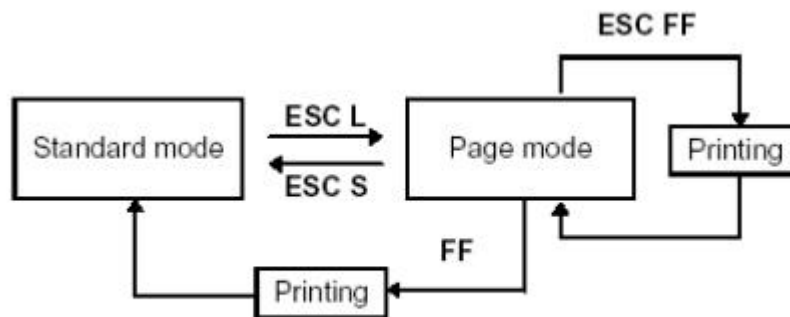 ESC FF
Standard mode
ESC L
ESC S
Page mode
Printing
FF
Printing